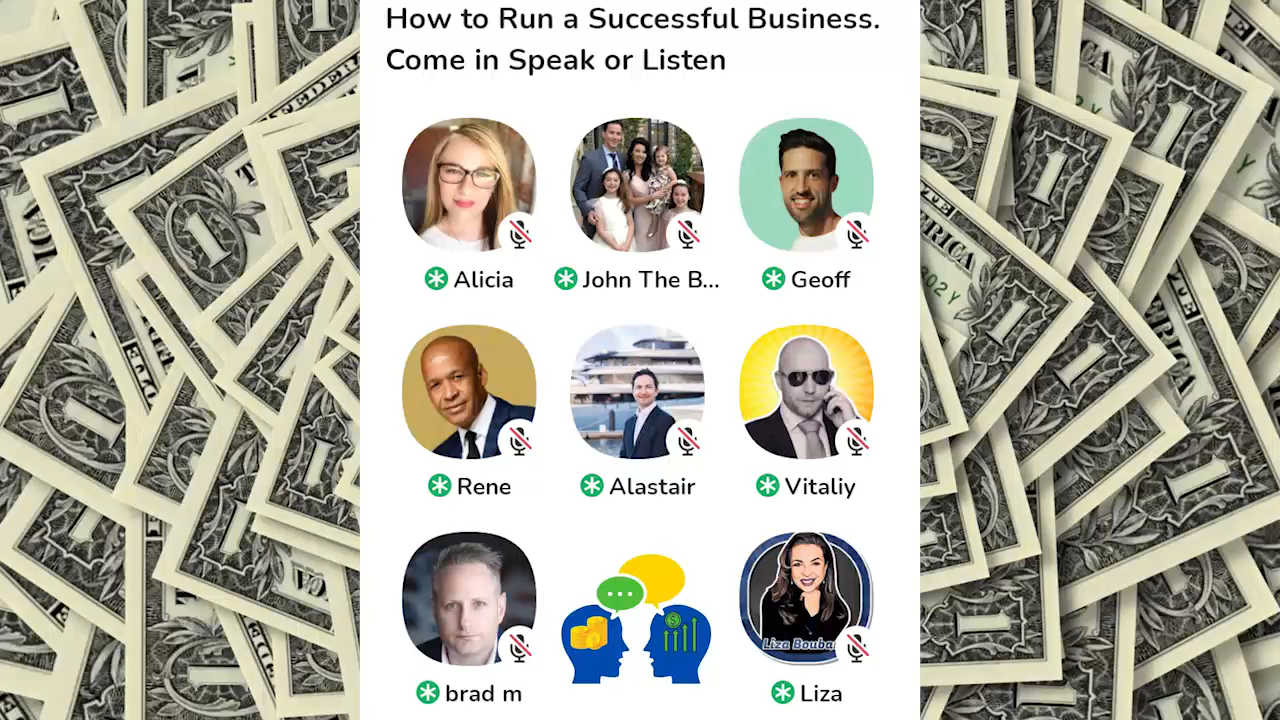 How to Run a Successful Business.
Come in Speak or Listen
Alicia
John The B...
Geoff
Rene
Alastair
Vitaliy
Liza Bouba
brad m
Liza